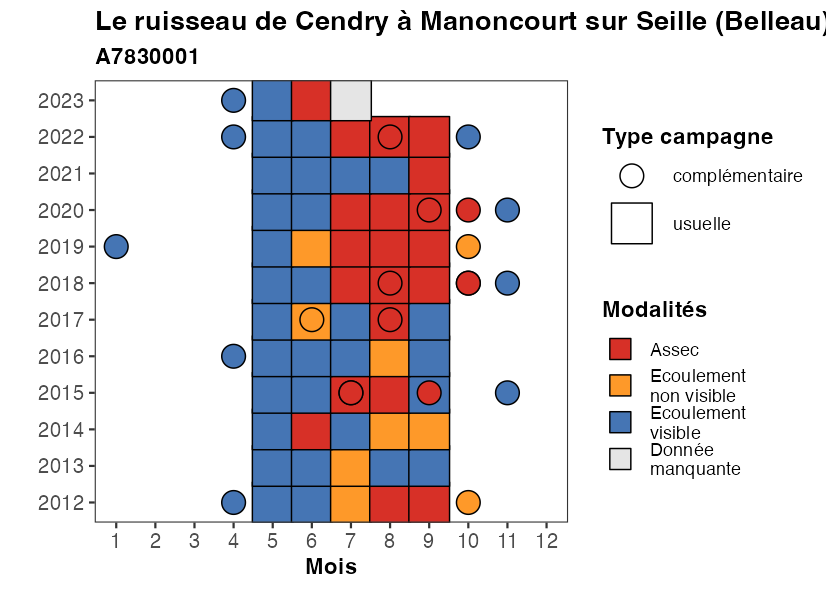 Le ruisseau de Cendry à Manoncourt sur Seille (Belleau)
A7830001
2023
2022
2021
2020
2019
2018
2017
2016
2015
2014
2013
2012
1 2 3 4 5 6 7 8 9 10 11 12
Mois
Type campagne
complémentaire
usuelle
Modalités
Assec
Ecoulement
non visible
Ecoulement
visible
Donnée
manquante